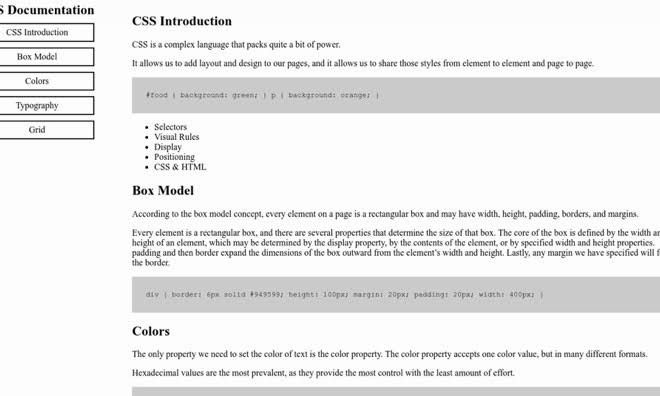 S Documentation
CSS Introduction
Box Model
Colors
Typography
Grid
CSS Introduction
CSS is a complex language that packs quite a bit of power.
It allows us to add layout and design to our pages, and it allows us to share those styles from element to element and page to page.
#food { background: green; } p { background: orange; }
Selectors
Visual Rules
Display
Positioning
CSS & HTML
Box Model
According to the box model concept, every element on a page is a rectangular box and may have width, height, padding, borders, and margins.
Every element is a rectangular box, and there are several properties that determine the size of that box. The core of the box is defined by the width
height of an element, which may be determined by the display property, by the contents of the element, or by specified width and height properties.
padding and then border expand the dimensions of the box outward from the element's width and height. Lastly, any margin we have specified will
the border.
div { border: 6px solid #949599; height: 100px; margin: 20px; padding: 20px; width: 400px; }
Colors
The only property we need to set the color of text is the color property. The color property accepts one color value, but in many different formats.
Hexadecimal values are the most prevalent, as they provide the most control with the least amount of effort.